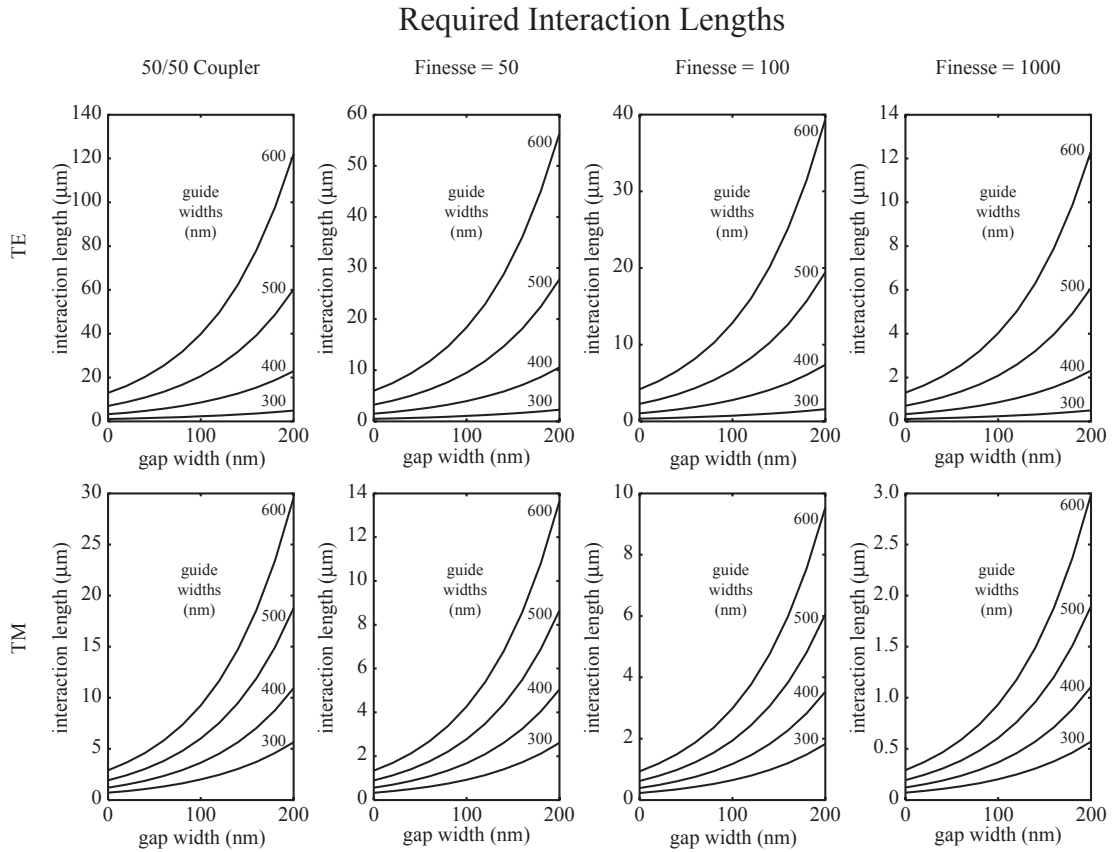 Required Interaction Lengths
50/50 Coupler
Finesse = 50
Finesse = 100
Finesse = 1000
TE
interaction length (μm)
140
120
100
80
60
40
20
0
guide
widths
(nm)
600
500
400
300
0 100 200
gap width (nm)
interaction length (μm)
60
50
40
30
20
10
0
guide
widths
(nm)
600
500
400
300
0 100 200
gap width (nm)
interaction length (μm)
40
30
20
10
0
guide
widths
(nm)
600
500
400
300
0 100 200
gap width (nm)
interaction length (μm)
14
12
10
8
6
4
2
0
guide
widths
(nm)
600
500
400
300
0 100 200
gap width (nm)
TM
interaction length (μm)
30
25
20
15
10
5
0
guide
widths
(nm)
600
500
400
300
0 100 200
gap width (nm)
interaction length (μm)
14
12
10
8
6
4
2
0
guide
widths
(nm)
600
500
400
300
0 100 200
gap width (nm)
interaction length (μm)
10
8
6
4
2
0
guide
widths
(nm)
600
500
400
300
0 100 200
gap width (nm)
interaction length (μm)
3.0
2.5
2.0
1.5
1.0
0.5
0
guide
widths
(nm)
600
500
400
300
0 100 200
gap width (nm)